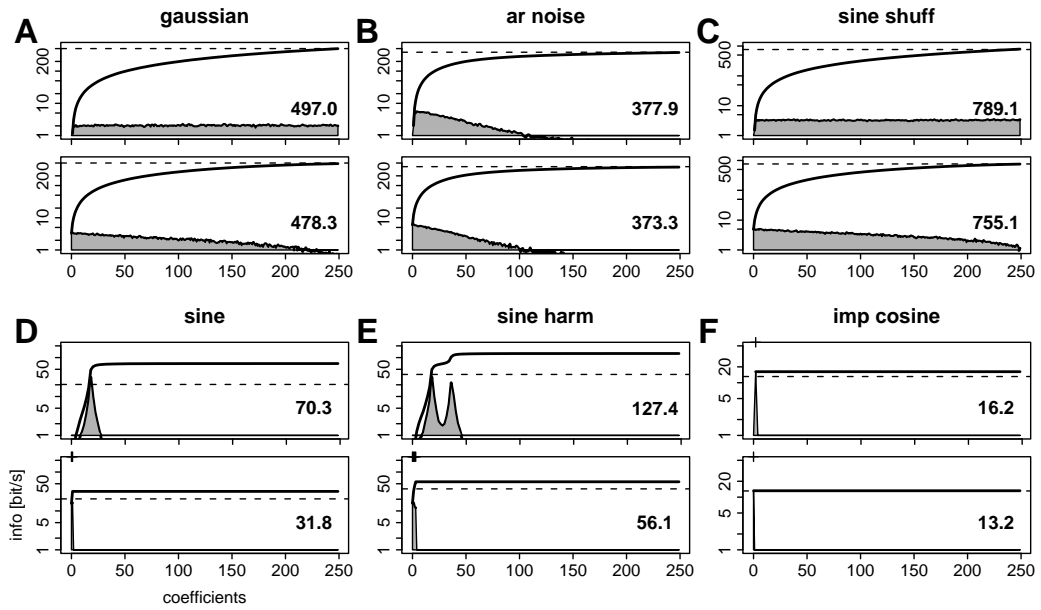 gaussian
ar noise
sine shuff
A
B
C
200
10
1
497.0
200
10
1
377.9
500
10
1
789.1
200
10
1
478.3
0 50 100 150 200 250
200
10
1
373.3
0 50 100 150 200 250
500
10
1
755.1
0 50 100 150 200 250
sine
sine harm
imp cosine
D
E
F
50
5
1
70.3
50
5
1
127.4
20
5
1
16.2
info [bit/s]
50
5
1
31.8
0 50 100 150 200 250
50
5
1
56.1
0 50 100 150 200 250
20
5
1
13.2
0 50 100 150 200 250
coefficients